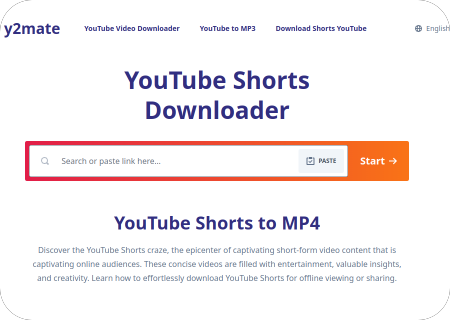 y2mate YouTube Video Downloader YouTube to MP3 Download Shorts YouTube English
YouTube Shorts
Downloader
Search or paste link here... PASTE Start →
YouTube Shorts to MP4
Discover the YouTube Shorts craze, the epicenter of captivating short-form video content that is
captivating online audiences. These concise videos are filled with entertainment, valuable insights,
and creativity. Learn how to effortlessly download YouTube Shorts for offline viewing or sharing.